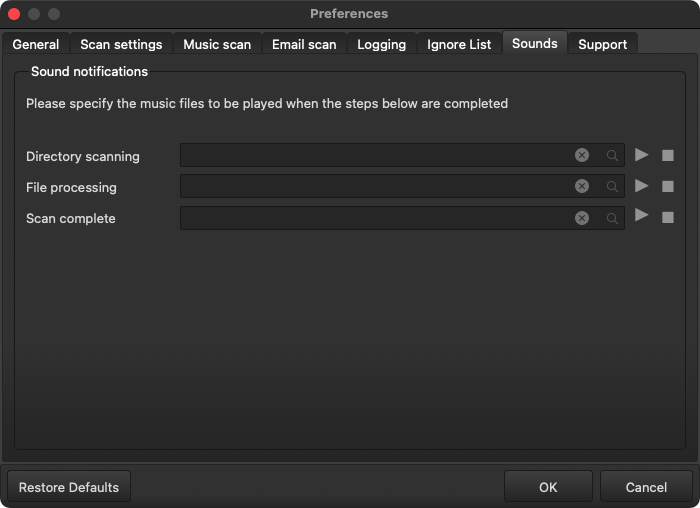 Preferences
General
Scan settings
Music scan
Email scan
Logging
Ignore List
Sounds
Support
Sound notifications
Please specify the music files to be played when the steps below are completed
Directory scanning
File processing
Scan complete
Restore Defaults
OK
Cancel